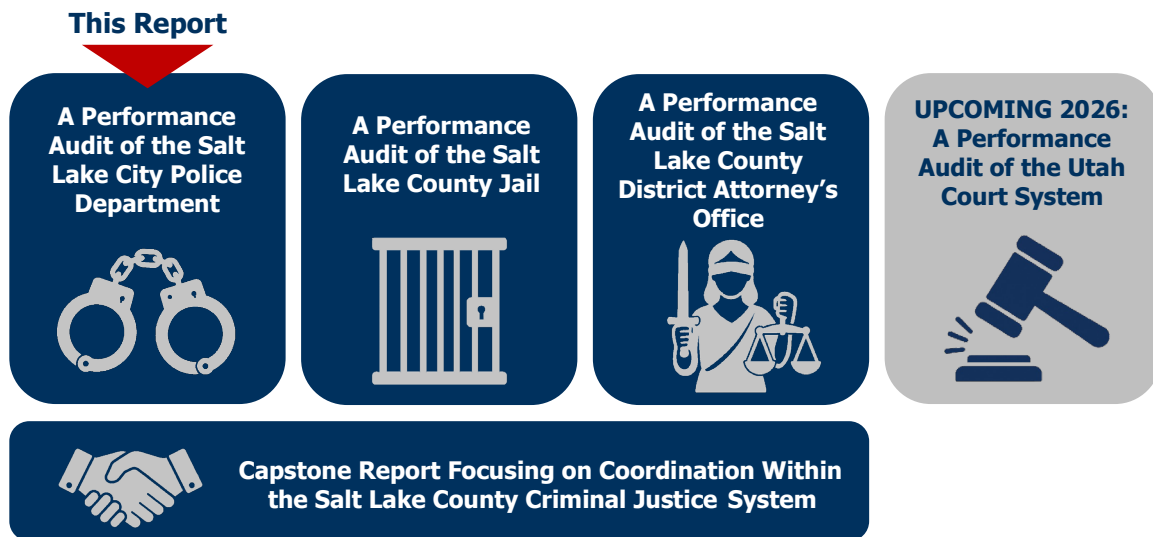 This Report
A Performance
Audit of the Salt
Lake City Police
Department
A Performance
Audit of the Salt
Lake County Jail
A Performance
Audit of the Salt
Lake County
District Attorney’s
Office
UPCOMING 2026:
A Performance
Audit of the Utah
Court System
Capstone Report Focusing on Coordination Within
the Salt Lake County Criminal Justice System